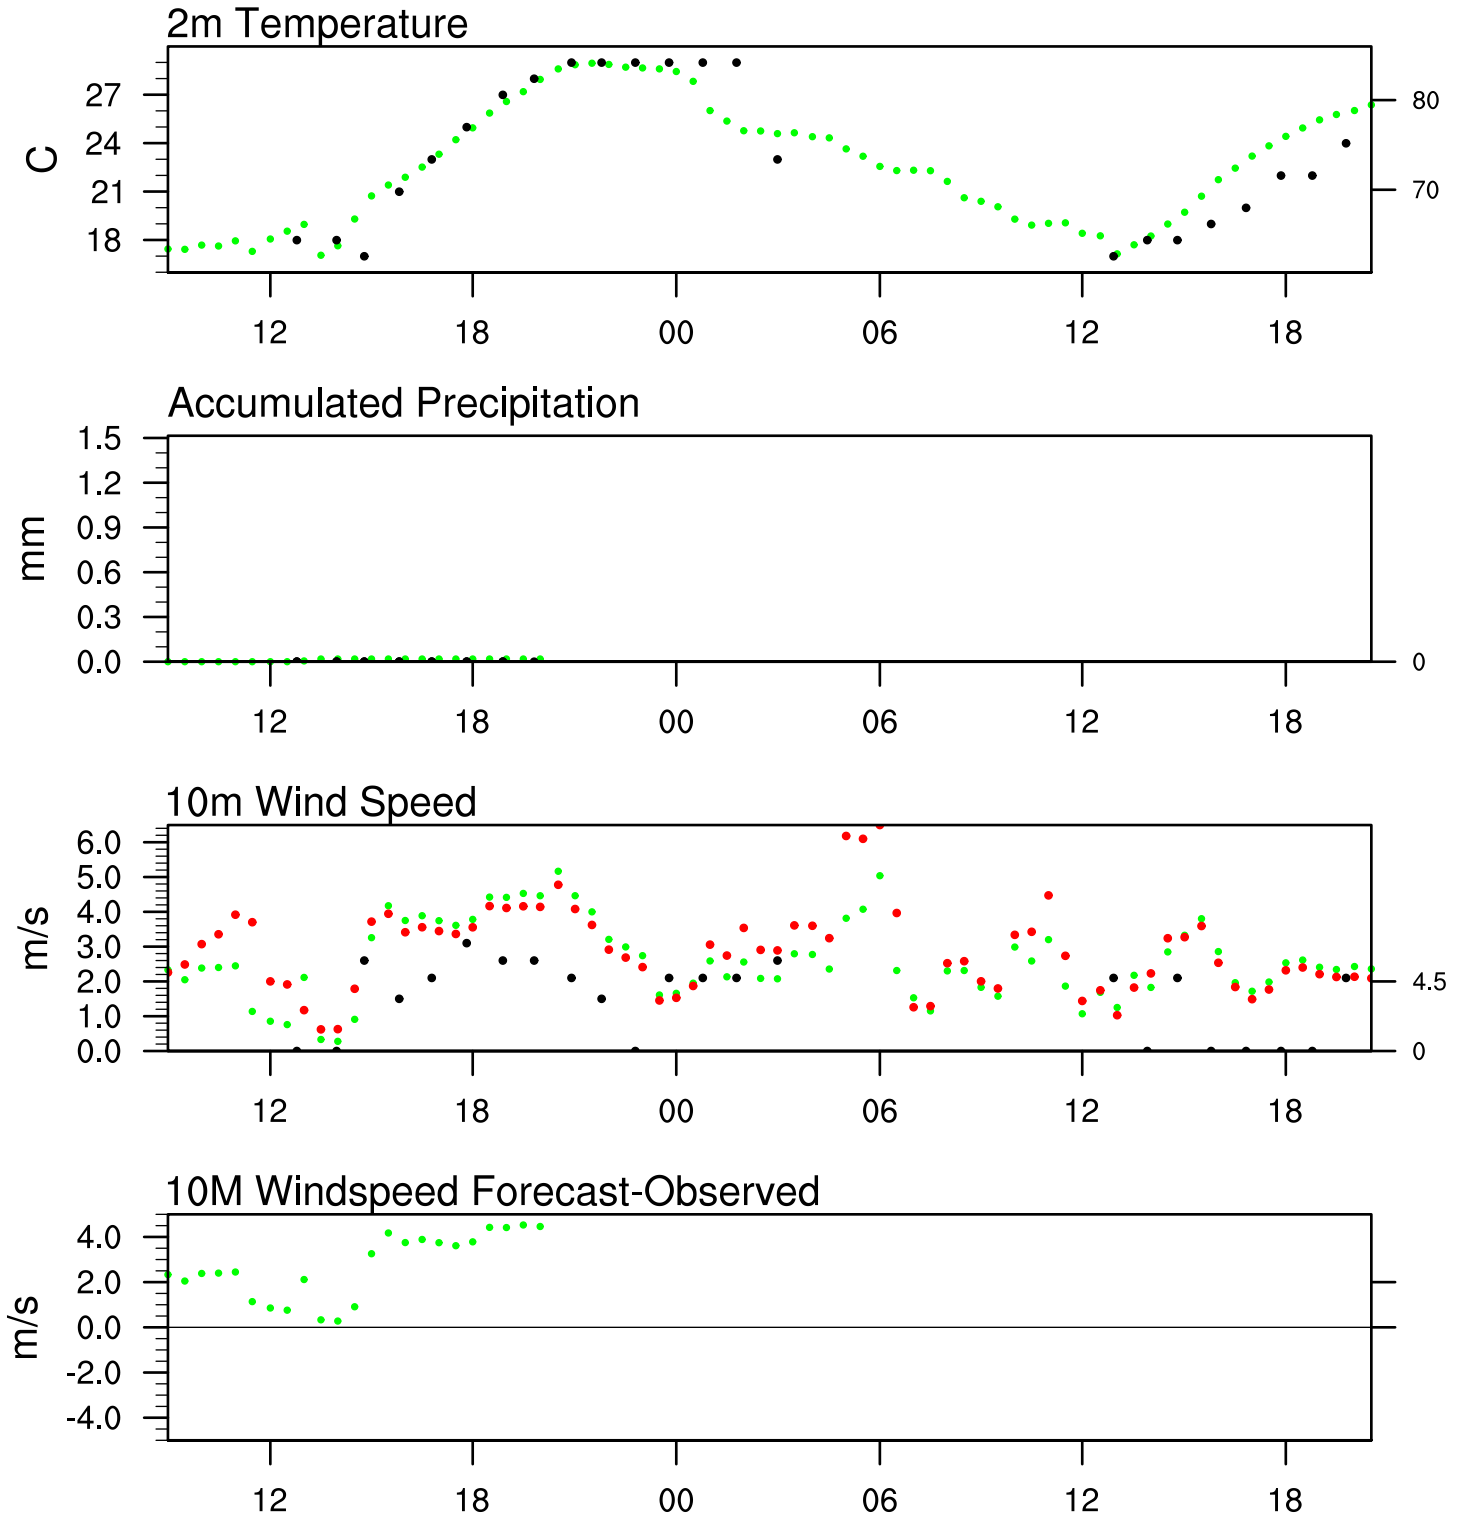 2m Temperature
27
24
21
18
C
80
70
12 18 00 06 12 18
Accumulated Precipitation
1.5
1.2
0.9
0.6
0.3
0.0
mm
0
12 18 00 06 12 18
10m Wind Speed
6.0
5.0
4.0
3.0
2.0
1.0
0.0
m/s
4.5
0
12 18 00 06 12 18
10M Windspeed Forecast-Observed
4.0
2.0
0.0
-2.0
-4.0
m/s
12 18 00 06 12 18